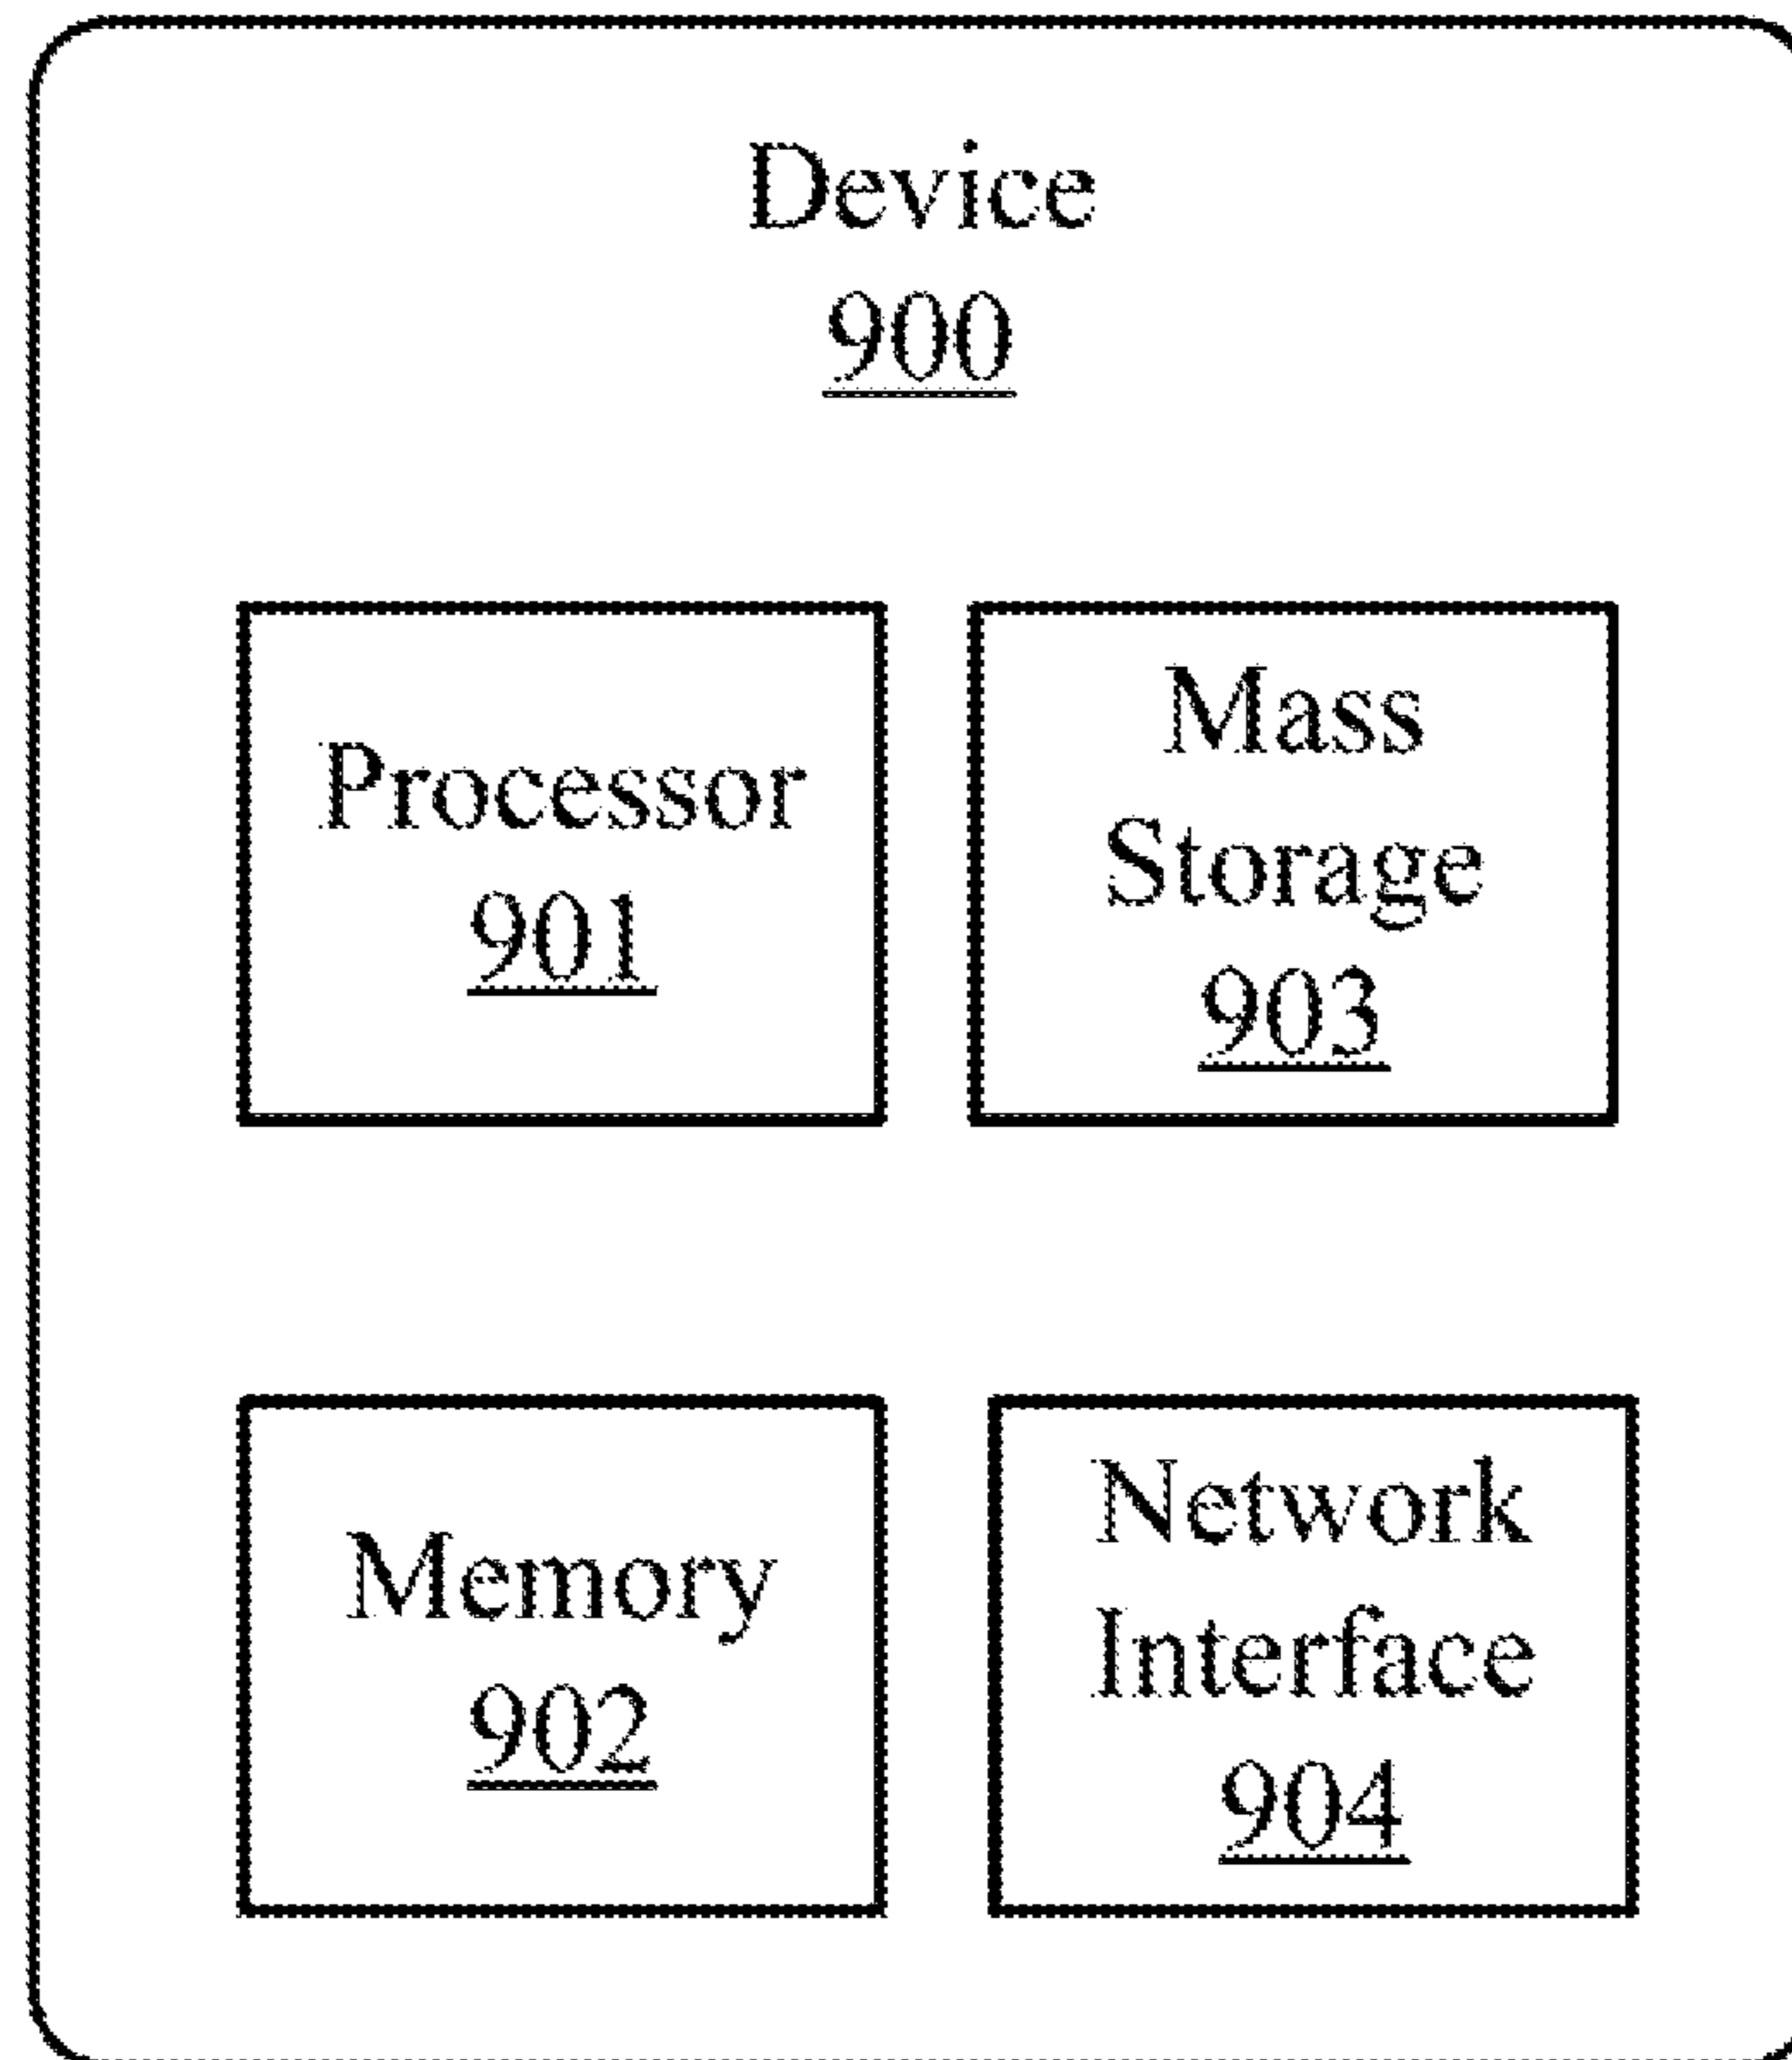 Device
900
Processor
901
Mass
Storage
903
Memory
902
Network
Interface
904